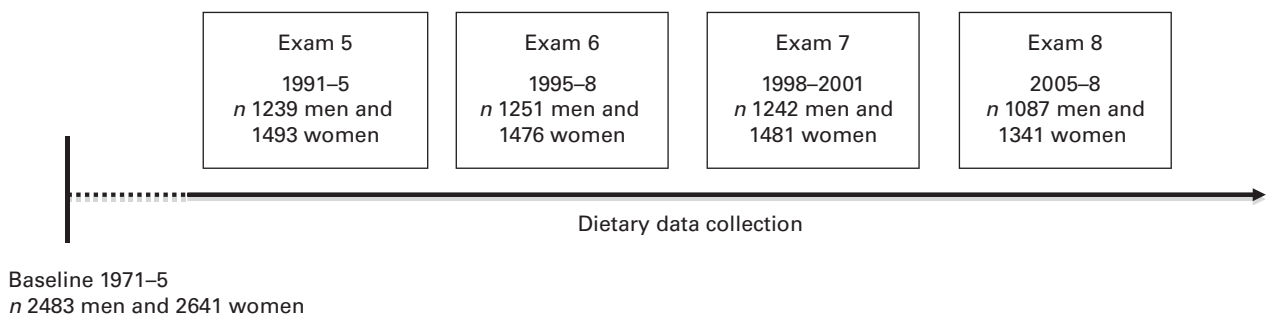 Exam 5
1991–5
n 1239 men and
1493 women
Exam 6
1995–8
n 1251 men and
1476 women
Exam 7
1998–2001
n 1242 men and
1481 women
Exam 8
2005–8
n 1087 men and
1341 women
Dietary data collection
Baseline 1971–5
n 2483 men and 2641 women